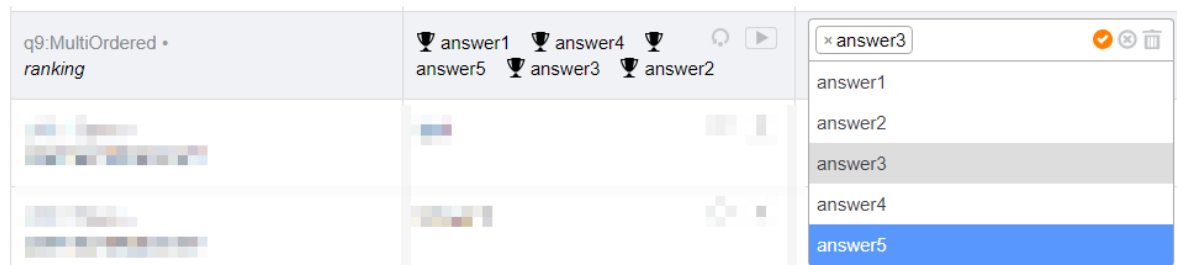 q9:MultiOrdered •
ranking
answer1 answer4
answer5 answer3 answer2
× answer3
answer1
answer2
answer3
answer4
answer5